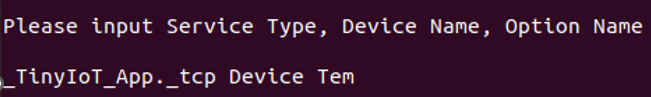 Please input Service Type, Device Name, Option Name
_TinyIoT_App._tcp Device Tem